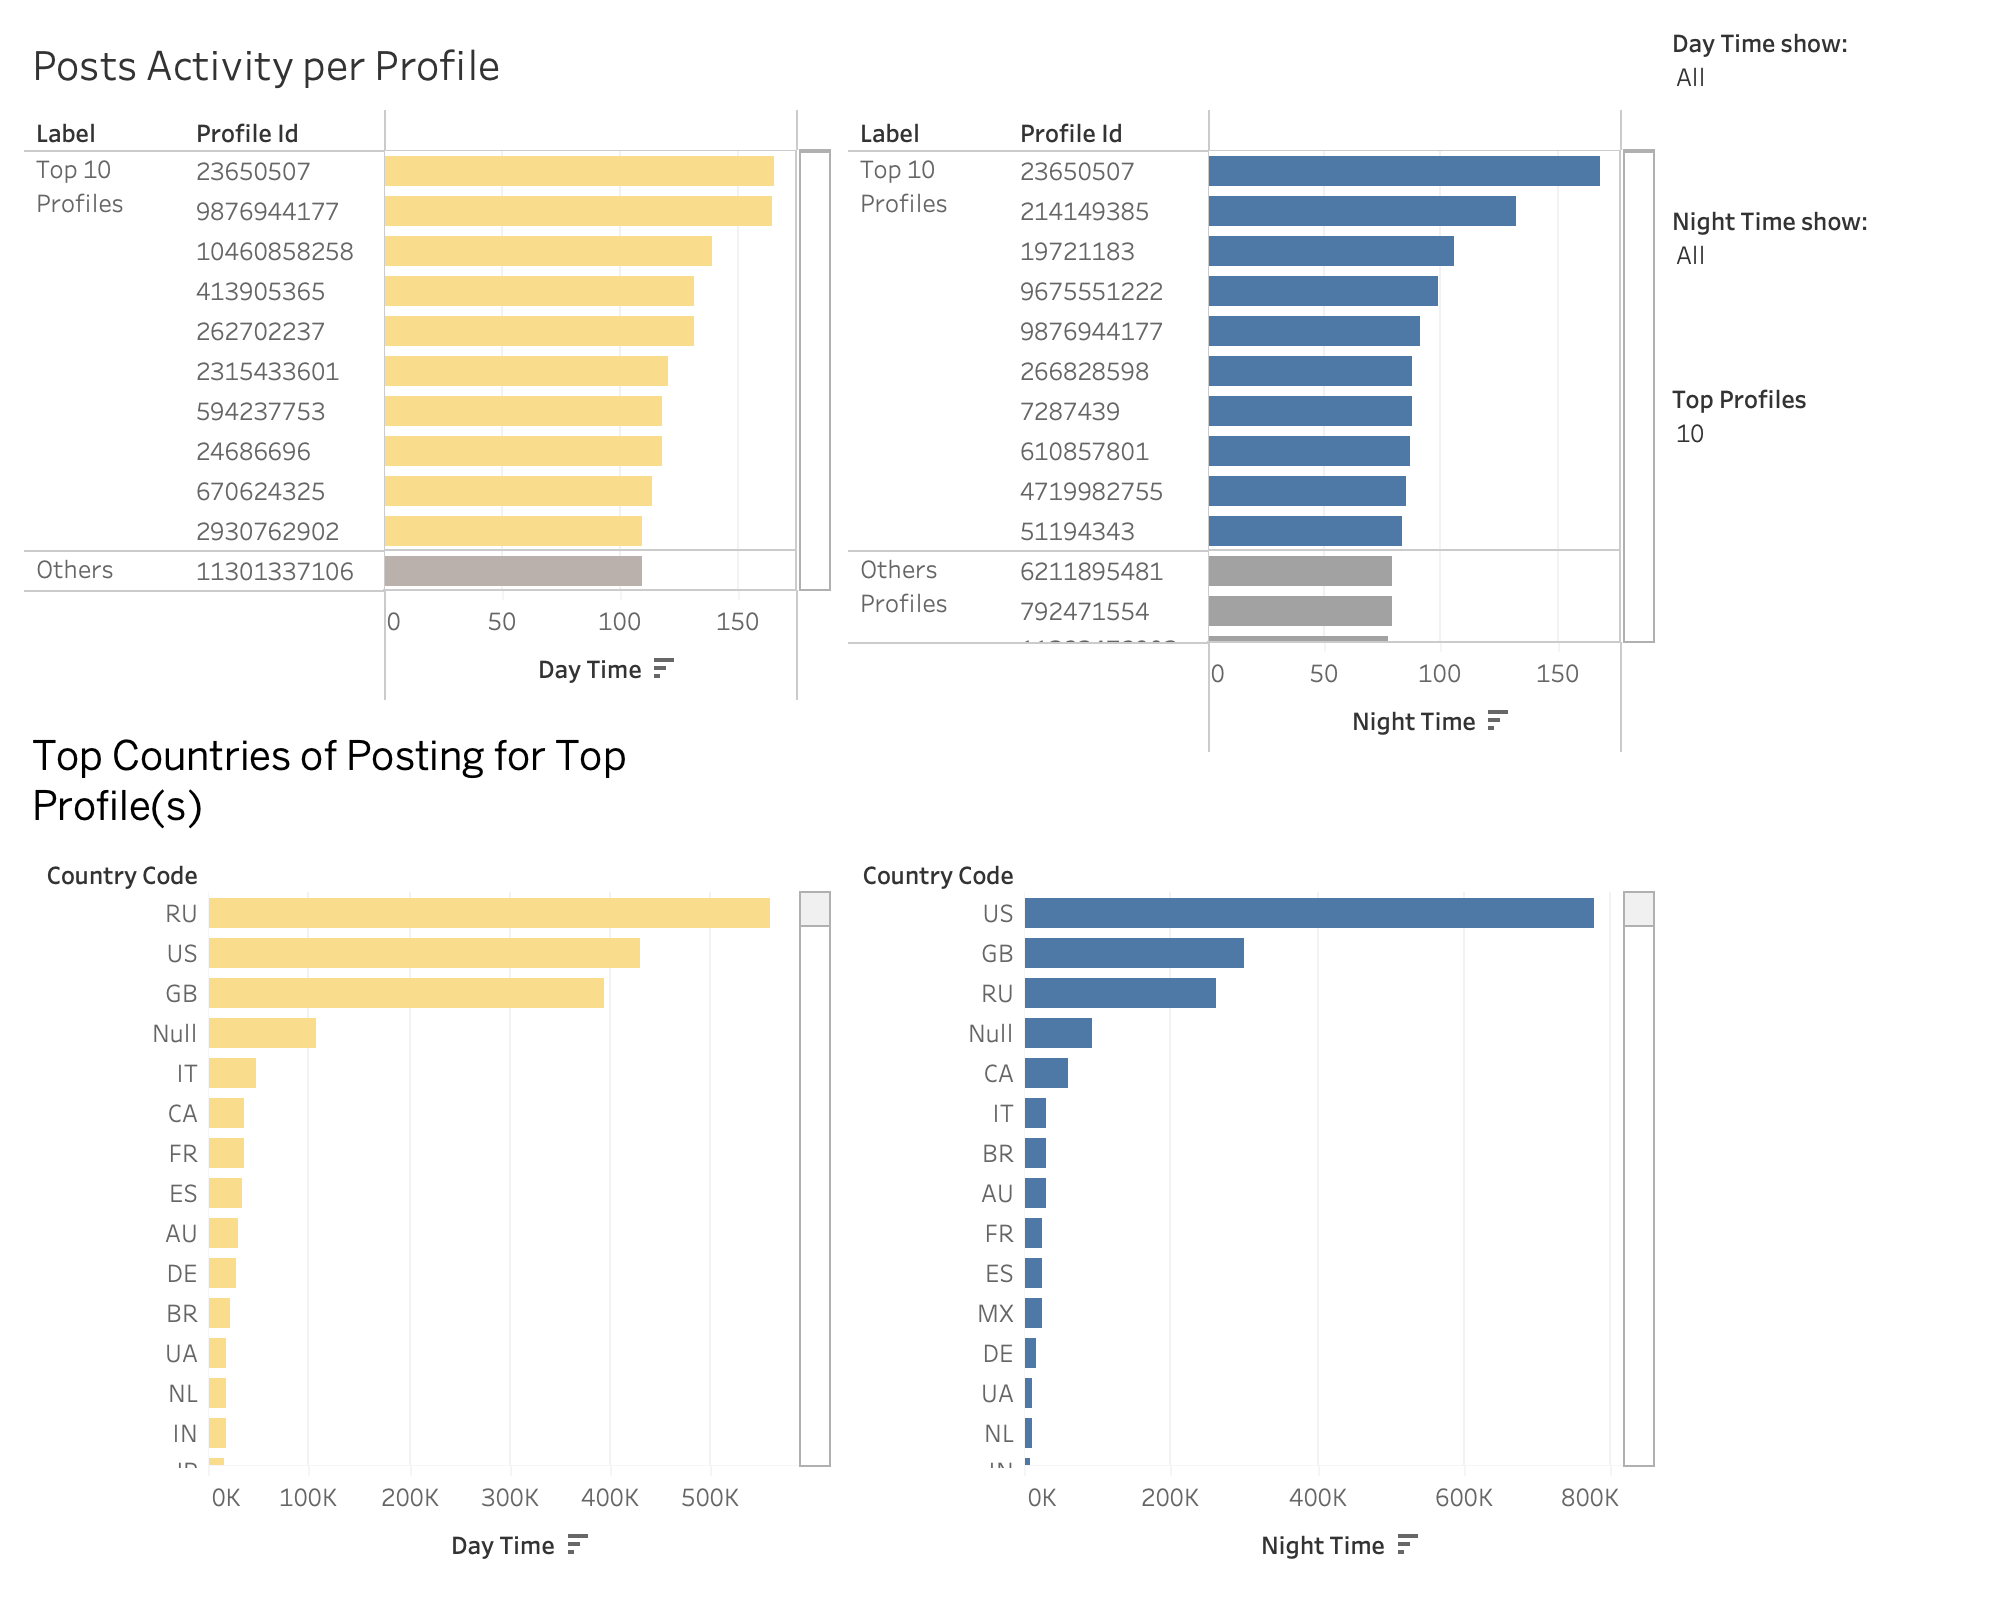 Posts Activity per Profile
Day Time show:
All
Night Time show:
All
Top Profiles
10
Label Profile Id
Top 10 Profiles
23650507
9876944177
10460858258
413905365
262702237
2315433601
594237753
24686696
670624325
2930762902
Others
11301337106
0 50 100 150
Day Time
Label Profile Id
Top 10 Profiles
23650507
214149385
19721183
9675551222
9876944177
266828598
7287439
610857801
4719982755
51194343
Others Profiles
6211895481
792471554
0 50 100 150
Night Time
Top Countries of Posting for Top
Profile(s)
Country Code
RU
US
GB
Null
IT
CA
FR
ES
AU
DE
BR
UA
NL
IN
0K 100K 200K 300K 400K 500K
Day Time
Country Code
US
GB
RU
Null
CA
IT
BR
AU
FR
ES
MX
DE
UA
NL
0K 200K 400K 600K 800K
Night Time